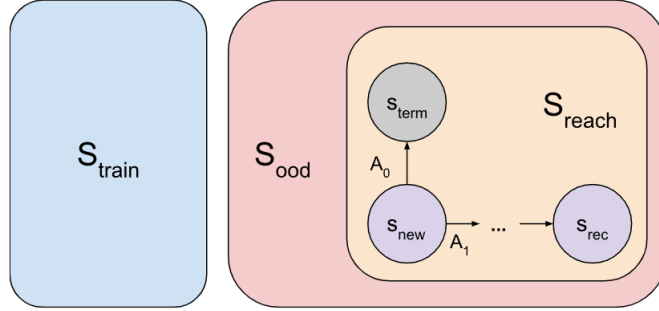 S_train
S_ood
S_reach
s_term
A_0
s_new
A_1
...
s_rec